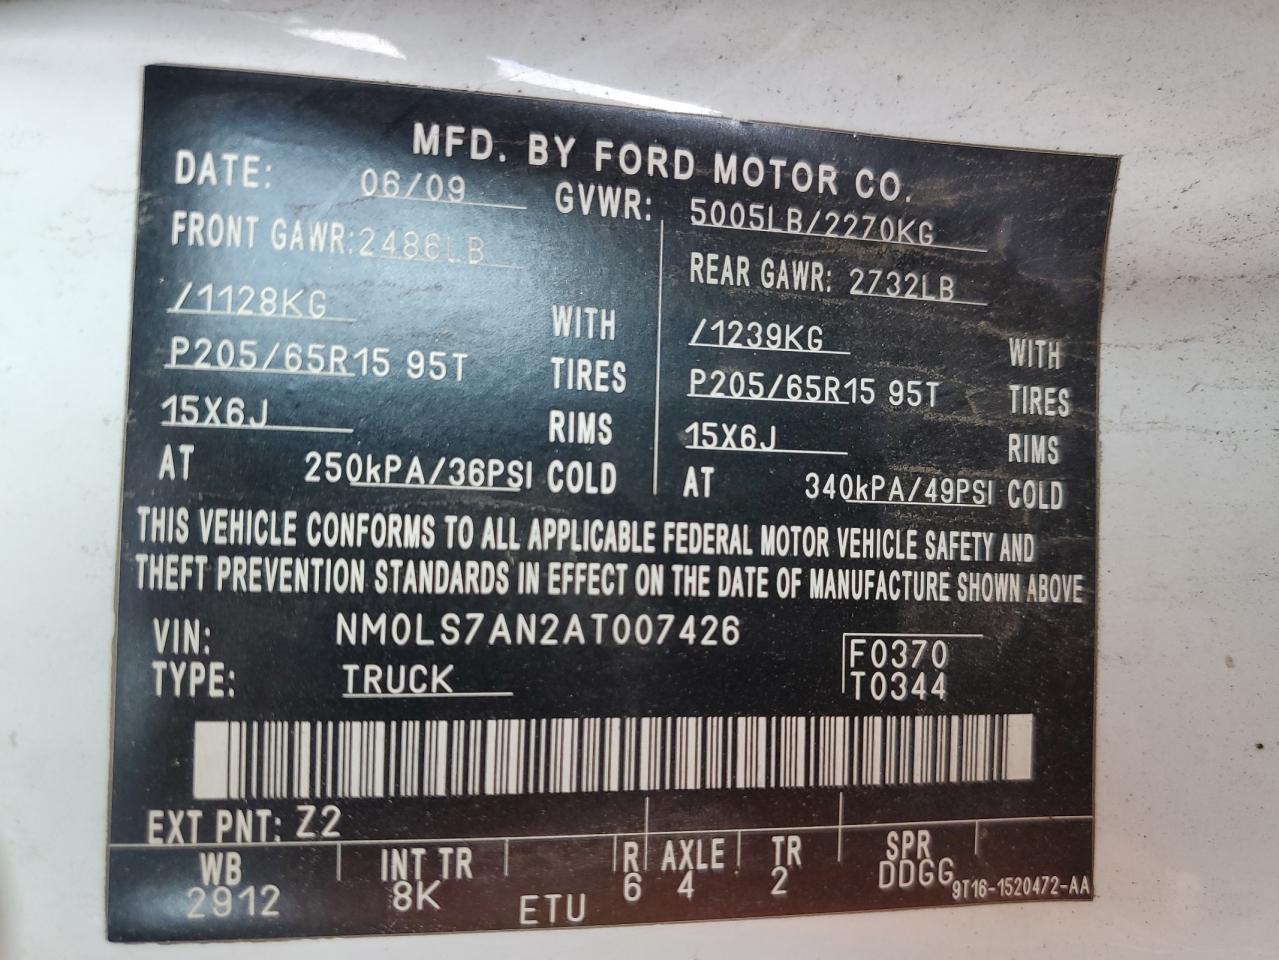 MFD. BY FORD MOTOR CO.
DATE: 06/09 GVWR: 5005LB/2270KG
FRONT GAWR:2486LB REAR GAWR: 2732LB
/1128KG WITH /1239KG WITH
P205/65R15 95T TIRES P205/65R15 95T TIRES
15X6J RIMS 15X6J RIMS
AT 250kPA/36PSI COLD AT 340kPA/49PSI COLD
THIS VEHICLE CONFORMS TO ALL APPLICABLE FEDERAL MOTOR VEHICLE SAFETY AND
THEFT PREVENTION STANDARDS IN EFFECT ON THE DATE OF MANUFACTURE SHOWN ABOVE
VIN: NM0LS7AN2AT007426
TYPE: TRUCK
F0370
T0344
EXT PNT: Z2
WB INT TR R AXLE TR SPR
2912 8K ETU 6 4 2 DDGG 9T16-1520472-AA